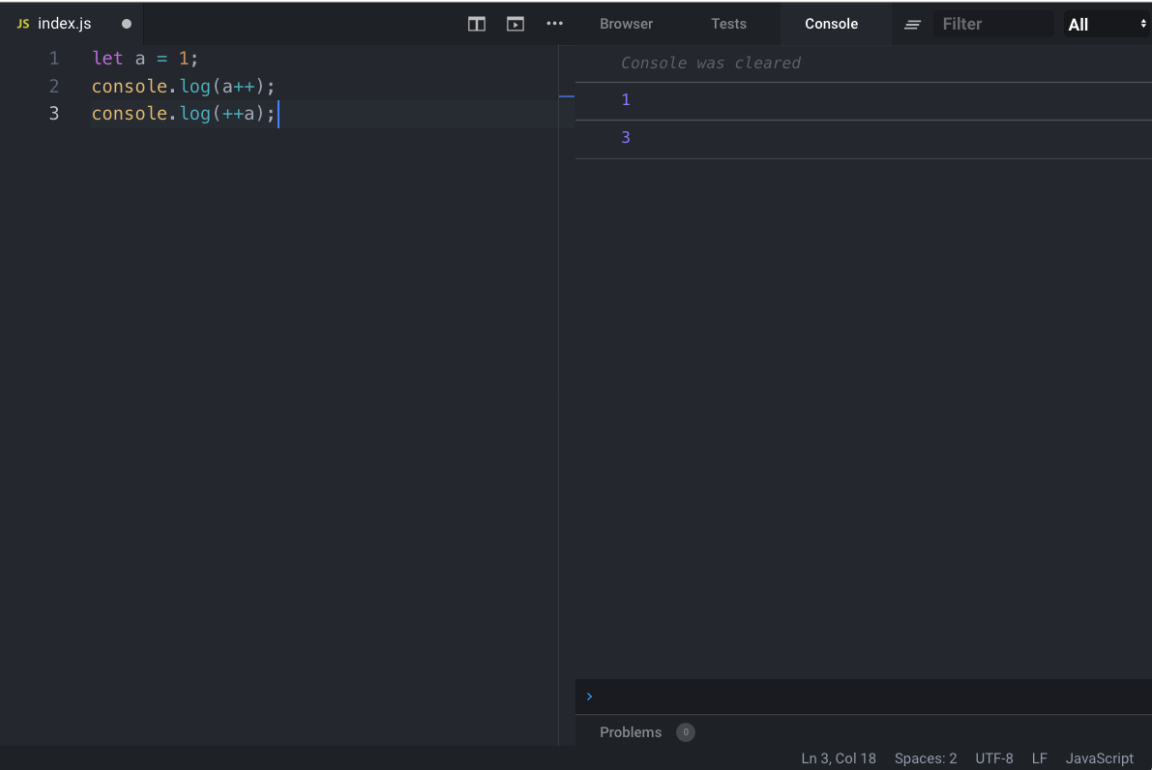 JS index.js
Browser Tests Console Filter All
1 let a = 1;
2 console.log(a++);
3 console.log(++a);
Console was cleared
1
3
›
Problems 0
Ln 3, Col 18 Spaces: 2 UTF-8 LF JavaScript